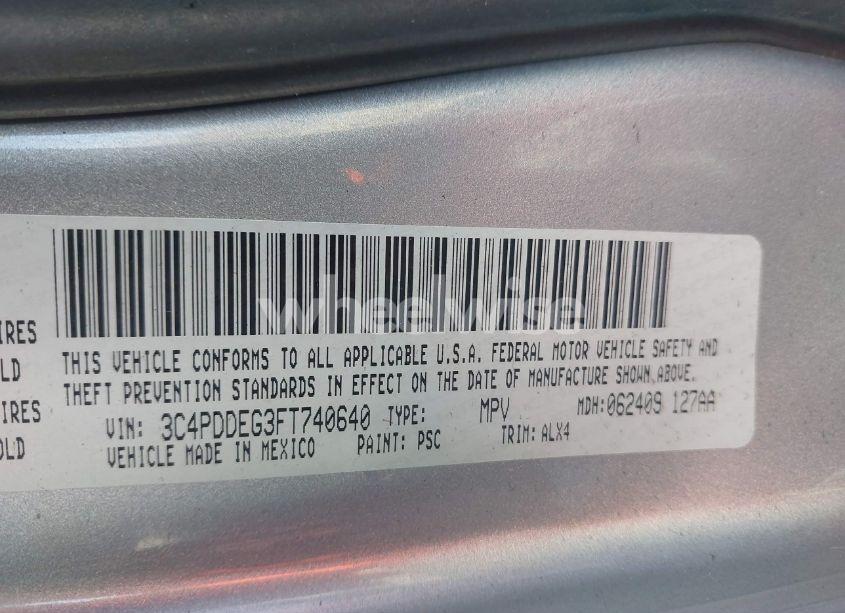 wheelwise
IRES
THIS VEHICLE CONFORMS TO ALL APPLICABLE U.S.A. FEDERAL MOTOR VEHICLE SAFETY AND
LD
THEFT PREVENTION STANDARDS IN EFFECT ON THE DATE OF MANUFACTURE SHOWN ABOVE.
IRES
VIN: 3C4PDDEG3FT740640 TYPE: MPV MDH:062409 127AA
OLD
VEHICLE MADE IN MEXICO PAINT: PSC TRIM: ALX4